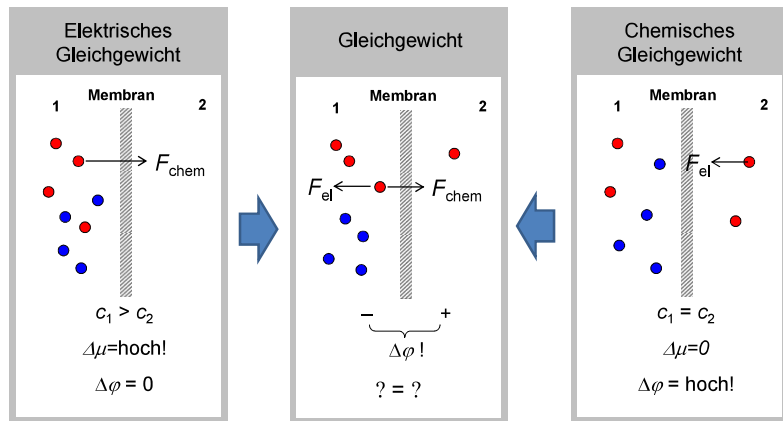 Elektrisches
Gleichgewicht
1
Membran
2
Fchem
c1 > c2
Δμ=hoch!
Δφ = 0
Gleichgewicht
1
Membran
2
Fel
Fchem
–
+
Δφ !
? = ?
Chemisches
Gleichgewicht
1
Membran
2
Fel
c1 = c2
Δμ=0
Δφ = hoch!